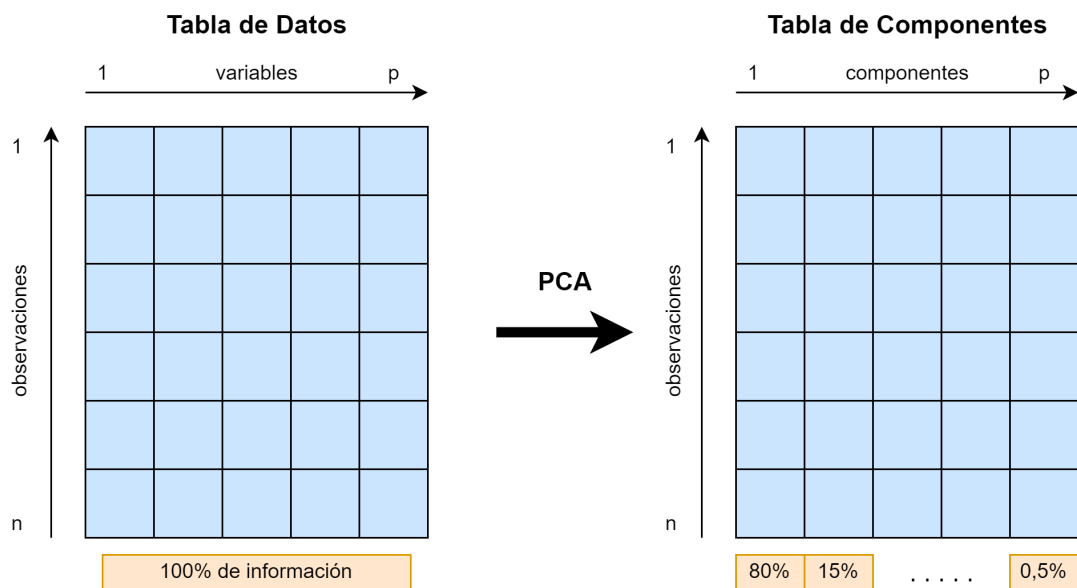 Tabla de Datos
1 variables p
1
observaciones
n
100% de información
PCA
Tabla de Componentes
1 componentes p
1
observaciones
n
80% 15% . . . . . 0,5%